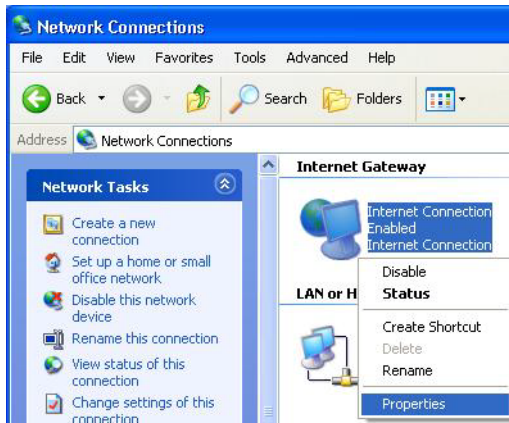 Network Connections
File Edit View Favorites Tools Advanced Help
Back Search Folders
Address Network Connections
Network Tasks
Create a new
connection
Set up a home or small
office network
Disable this network
device
Rename this connection
View status of this
connection
Change settings of this
connection
Internet Gateway
Internet Connection
Enabled
Internet Connection
LAN or H
Disable
Status
Create Shortcut
Delete
Rename
Properties